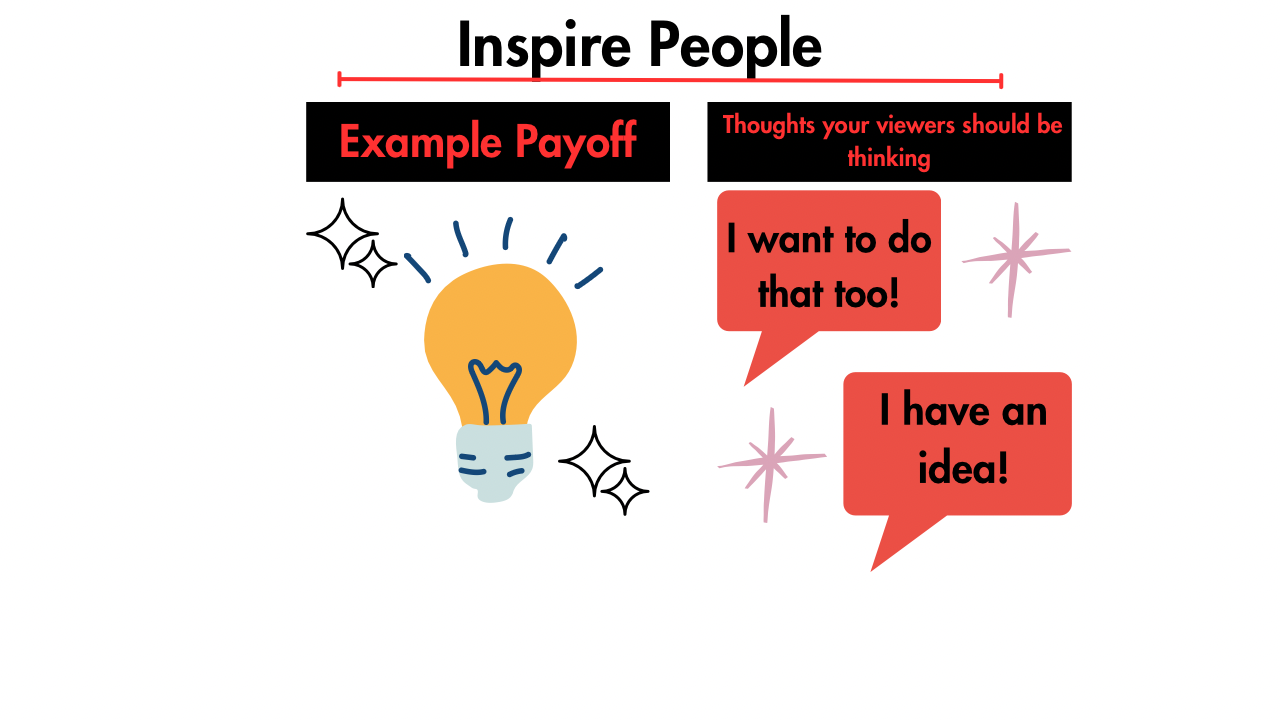 Inspire People
Example Payoff
Thoughts your viewers should be
thinking
I want to do
that too!
I have an
idea!